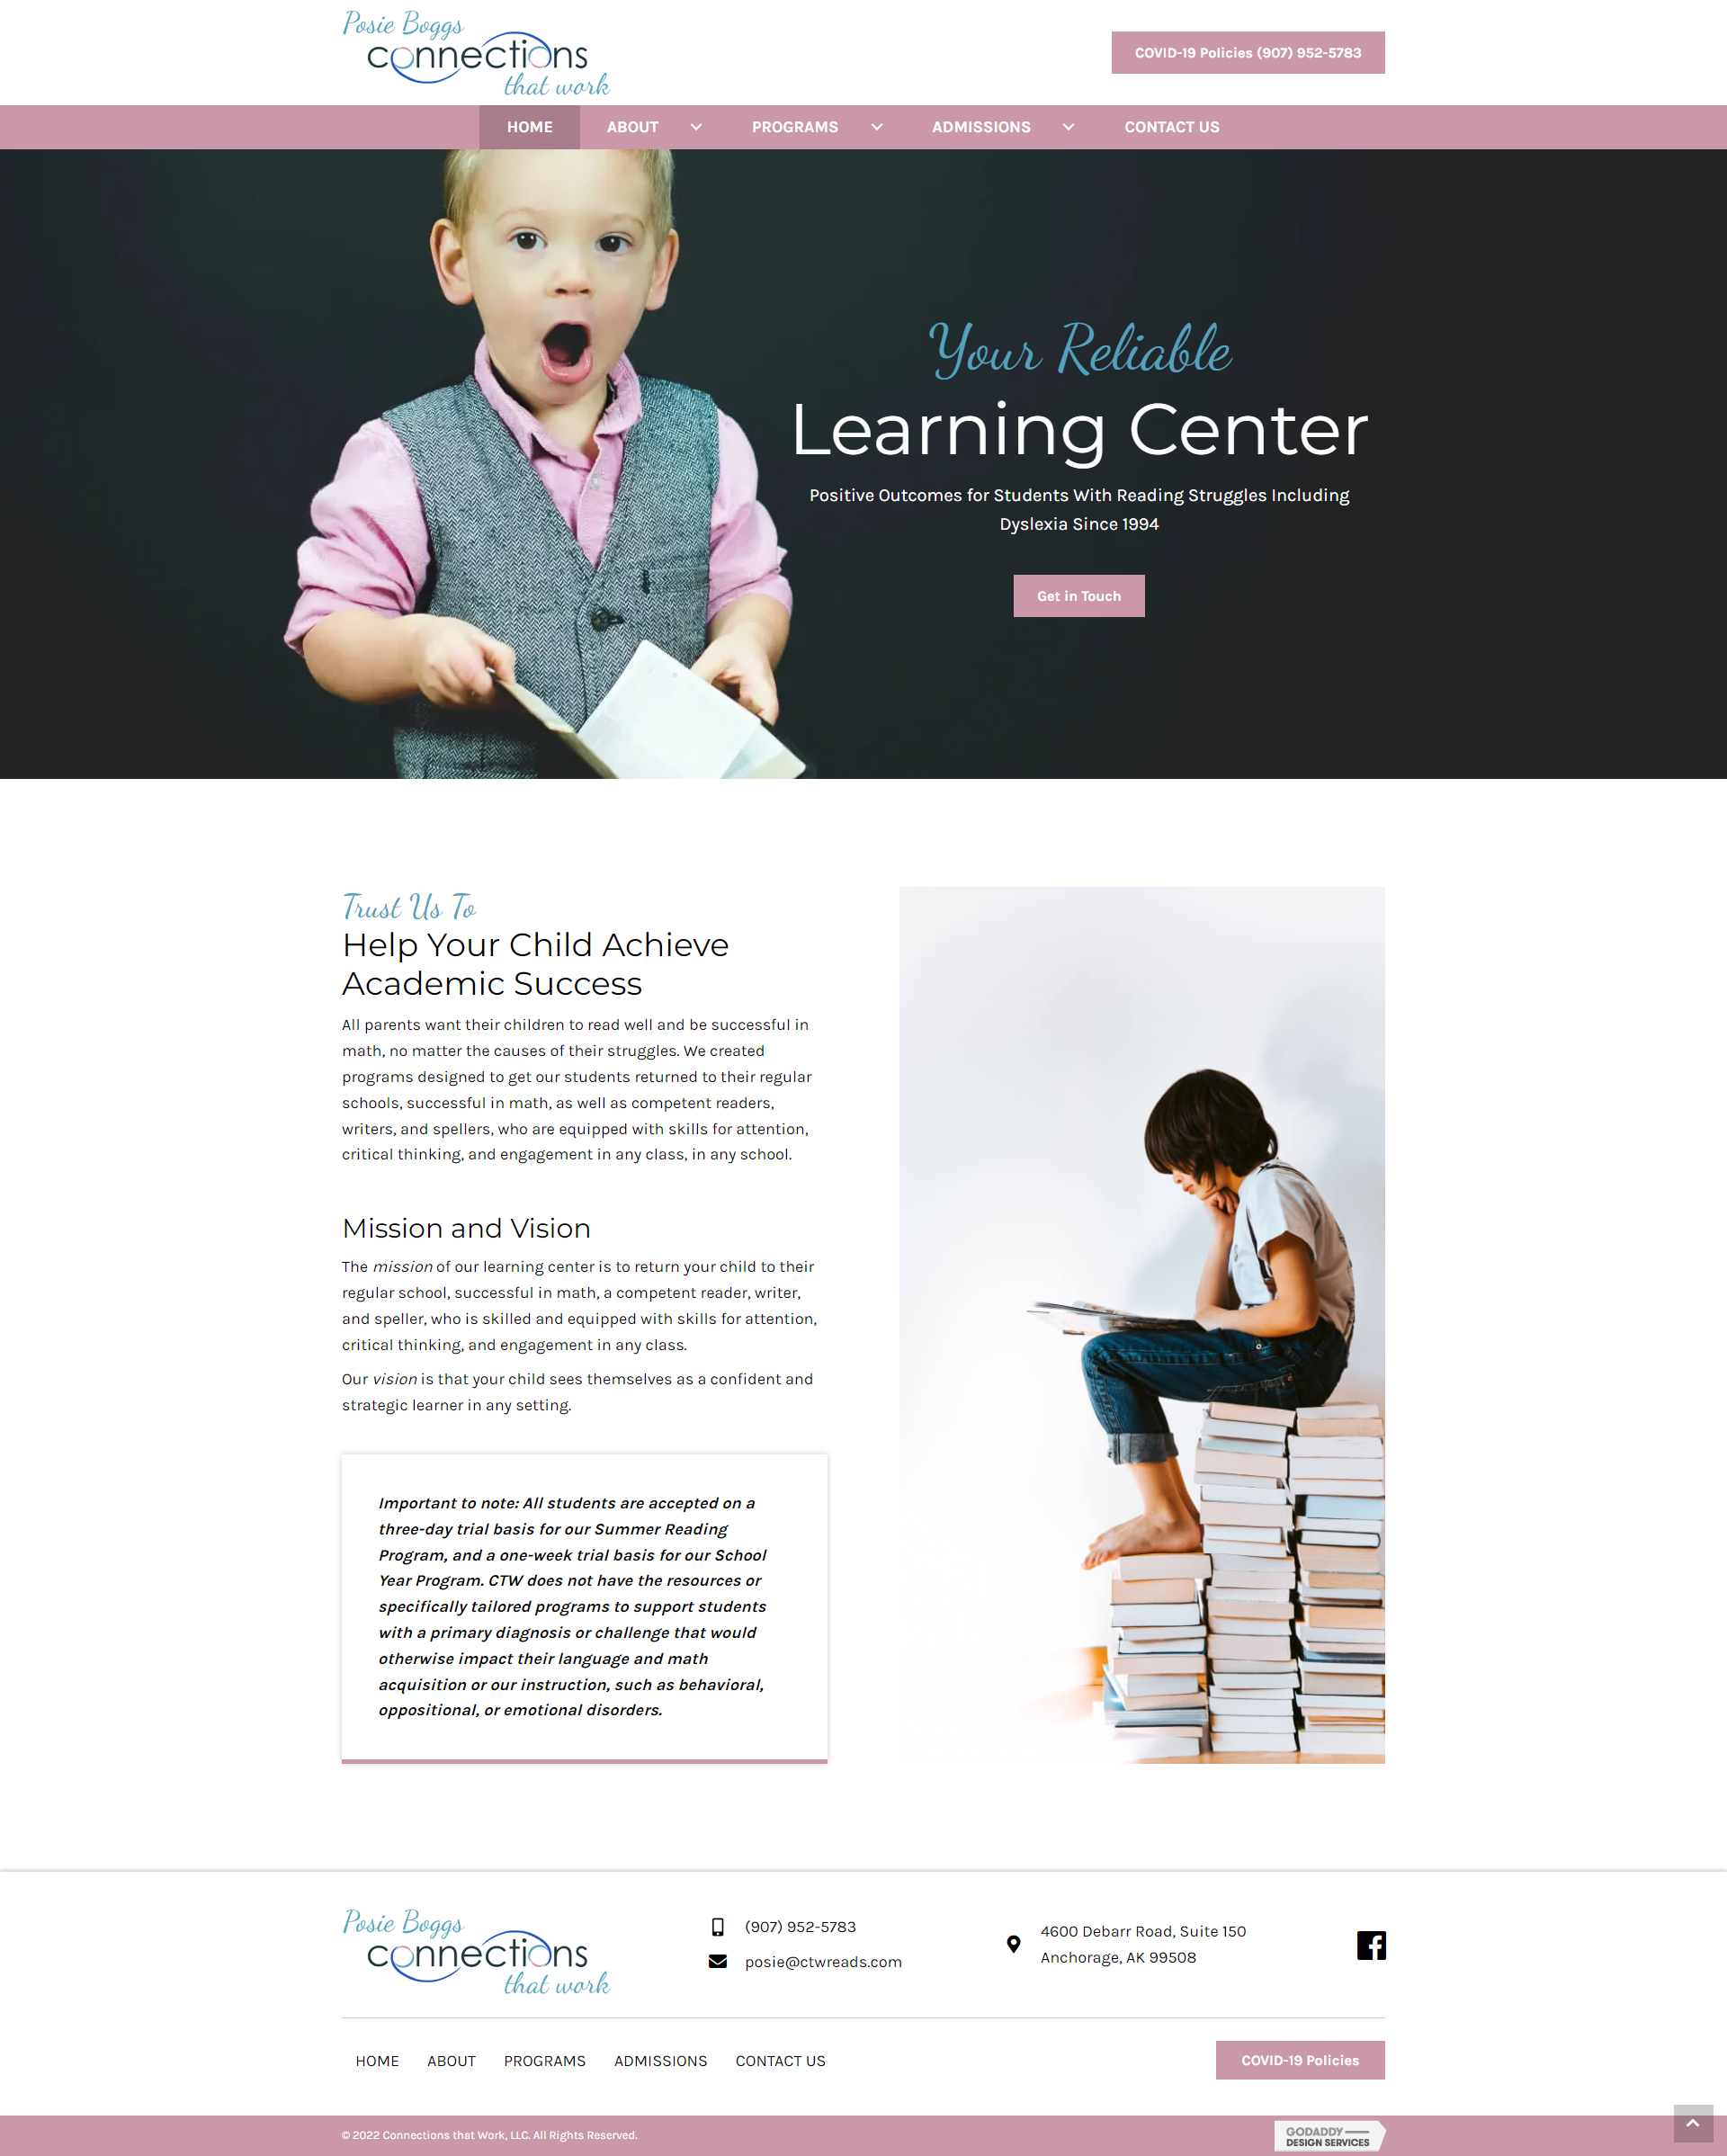 Posie Boggs
connections
that work
COVID-19 Policies (907) 952-5783
HOME
ABOUT
PROGRAMS
ADMISSIONS
CONTACT US
Your Reliable
Learning Center
Positive Outcomes for Students With Reading Struggles Including
Dyslexia Since 1994
Get in Touch
Trust Us To
Help Your Child Achieve
Academic Success
All parents want their children to read well and be successful in
math, no matter the causes of their struggles. We created
programs designed to get our students returned to their regular
schools, successful in math, as well as competent readers,
writers, and spellers, who are equipped with skills for attention,
critical thinking, and engagement in any class, in any school.
Mission and Vision
The mission of our learning center is to return your child to their
regular school, successful in math, a competent reader, writer,
and speller, who is skilled and equipped with skills for attention,
critical thinking, and engagement in any class.
Our vision is that your child sees themselves as a confident and
strategic learner in any setting.
Important to note: All students are accepted on a
three-day trial basis for our Summer Reading
Program, and a one-week trial basis for our School
Year Program. CTW does not have the resources or
specifically tailored programs to support students
with a primary diagnosis or challenge that would
otherwise impact their language and math
acquisition or our instruction, such as behavioral,
oppositional, or emotional disorders.
Posie Boggs
connections
that work
(907) 952-5783
posie@ctwreads.com
4600 Debarr Road, Suite 150
Anchorage, AK 99508
HOME
ABOUT
PROGRAMS
ADMISSIONS
CONTACT US
COVID-19 Policies
© 2022 Connections that Work, LLC. All Rights Reserved.
GODADDY
DESIGN SERVICES